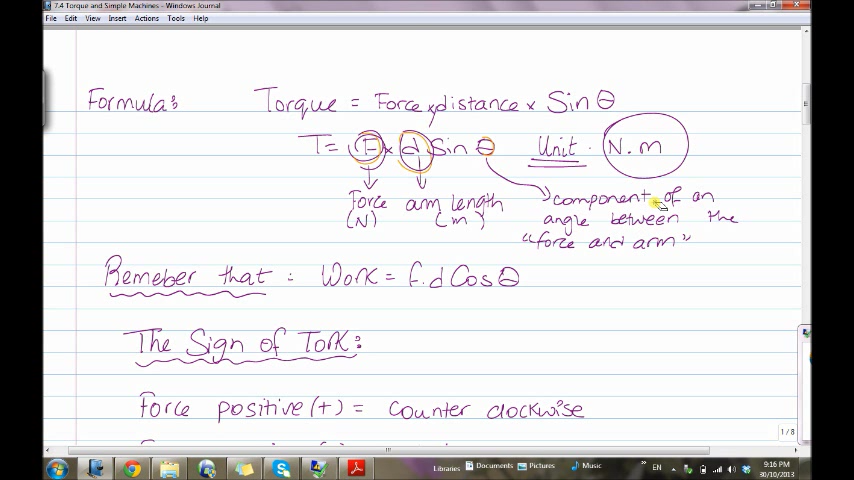 7.4 Torque and Simple Machines - Windows Journal
File Edit View Insert Actions Tools Help
Formula:
Torque = Force x distance x Sin θ
T = F x d Sin θ Unit . N.m
Force arm length
(N) (m)
component of an
angle between the
"force and arm"
Remeber that : Work = f.d Cos θ
The Sign of Tork:
Force positive (+) = counter clockwise
1 / 8
Libraries Documents Pictures Music » EN 9:16 PM
30/10/2013